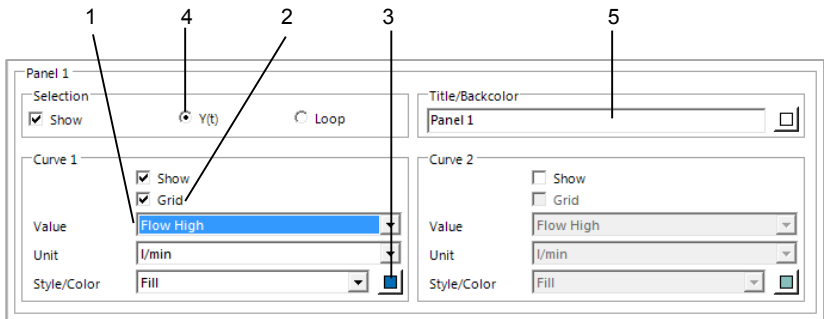 1 4 2 3 5
Panel 1
Selection
Show Y(t) Loop
Title/Backcolor
Panel 1
Curve 1
Show
Grid
Value Flow High
Unit l/min
Style/Color Fill
Curve 2
Show
Grid
Value Flow High
Unit l/min
Style/Color Fill